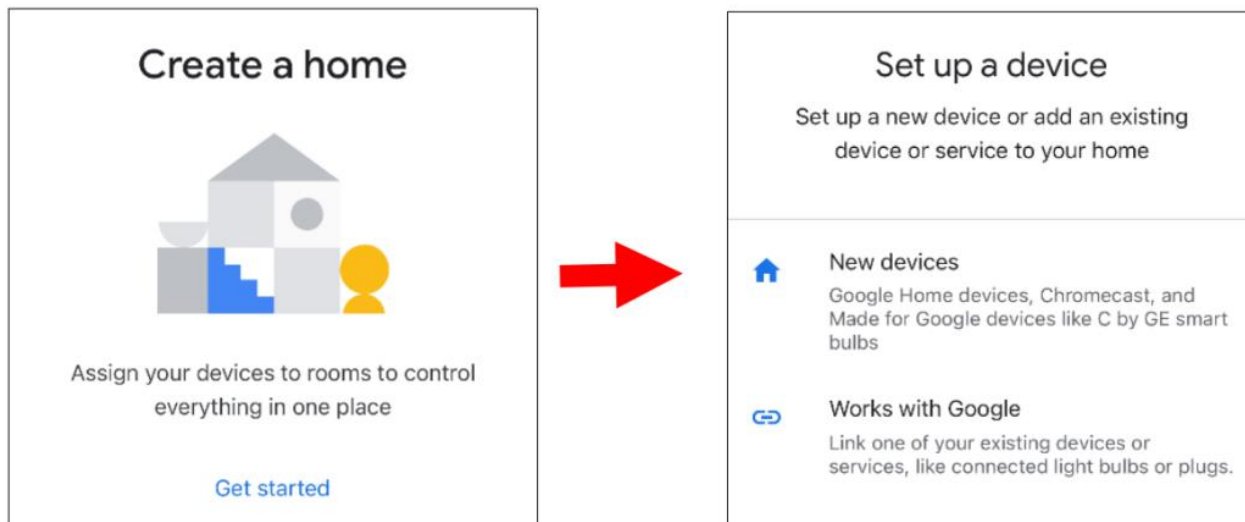 Create a home
Assign your devices to rooms to control
everything in one place
Get started
Set up a device
Set up a new device or add an existing
device or service to your home
New devices
Google Home devices, Chromecast, and
Made for Google devices like C by GE smart
bulbs
Works with Google
Link one of your existing devices or
services, like connected light bulbs or plugs.